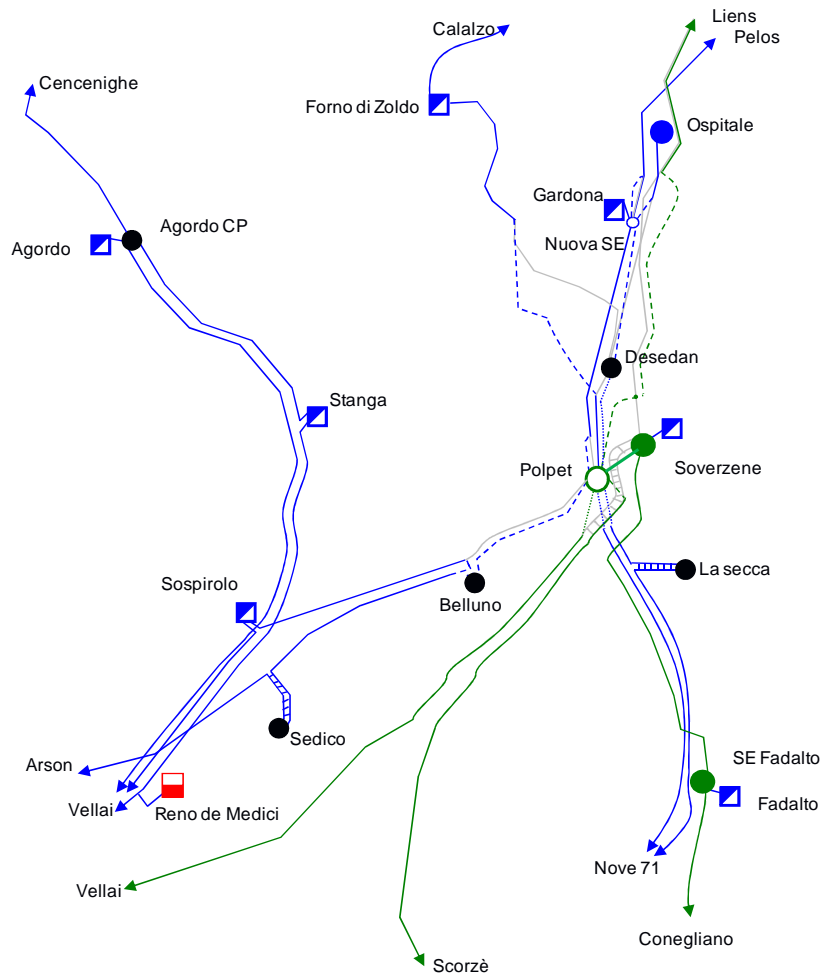 Liens
Calalzo
Pelos
Cencenighe
Forno di Zoldo
Ospitale
Gardona
Agordo CP
Agordo
Nuova SE
Desedan
Stanga
Polpet
Soverzene
La secca
Sospirolo
Belluno
Sedico
Arson
SE Fadalto
Vellai
Reno de Medici
Fadalto
Nove 71
Vellai
Conegliano
Scorzè